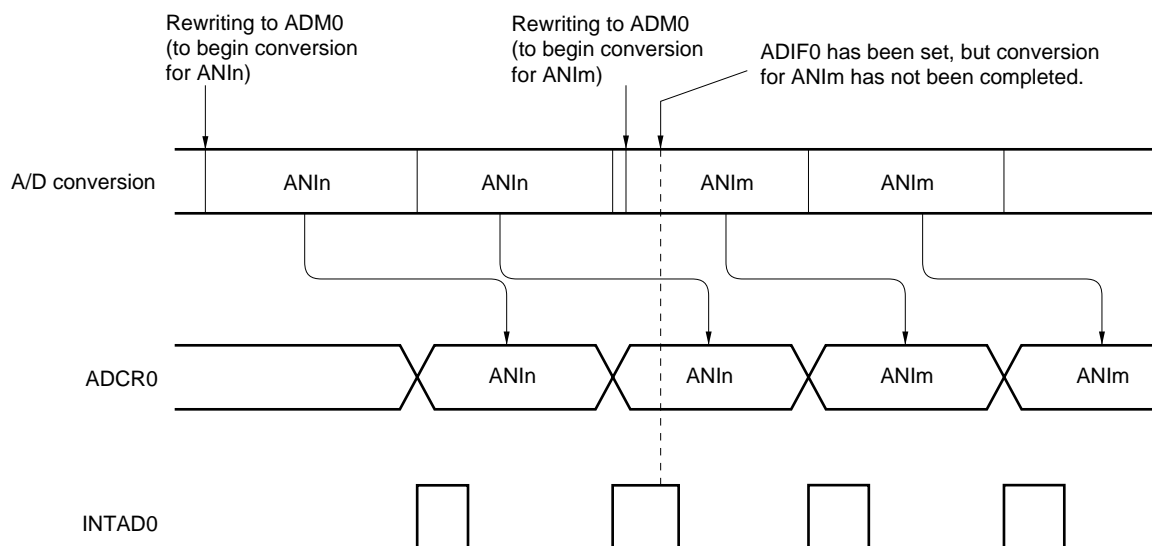 Rewriting to ADM0
(to begin conversion
for ANIn)
Rewriting to ADM0
(to begin conversion
for ANIm)
ADIF0 has been set, but conversion
for ANIm has not been completed.
A/D conversion
ANIn
ANIn
ANIm
ANIm
ADCR0
ANIn
ANIn
ANIm
ANIm
INTAD0